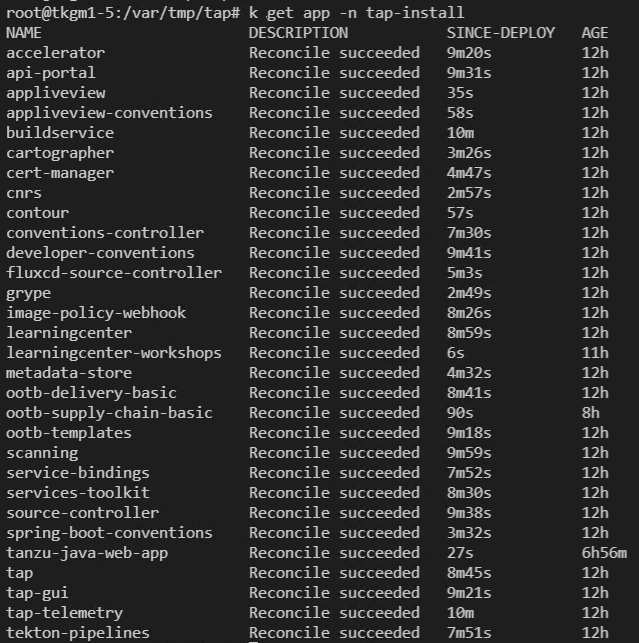 root@tkgm1-5:/var/tmp/tap# k get app -n tap-install
NAME DESCRIPTION SINCE-DEPLOY AGE
accelerator Reconcile succeeded 9m20s 12h
api-portal Reconcile succeeded 9m31s 12h
appliveview Reconcile succeeded 35s 12h
appliveview-conventions Reconcile succeeded 58s 12h
buildservice Reconcile succeeded 10m 12h
cartographer Reconcile succeeded 3m26s 12h
cert-manager Reconcile succeeded 4m47s 12h
cnrs Reconcile succeeded 2m57s 12h
contour Reconcile succeeded 57s 12h
conventions-controller Reconcile succeeded 7m30s 12h
developer-conventions Reconcile succeeded 9m41s 12h
fluxcd-source-controller Reconcile succeeded 5m3s 12h
grype Reconcile succeeded 2m49s 12h
image-policy-webhook Reconcile succeeded 8m26s 12h
learningcenter Reconcile succeeded 8m59s 12h
learningcenter-workshops Reconcile succeeded 6s 11h
metadata-store Reconcile succeeded 4m32s 12h
ootb-delivery-basic Reconcile succeeded 8m41s 12h
ootb-supply-chain-basic Reconcile succeeded 90s 8h
ootb-templates Reconcile succeeded 9m18s 12h
scanning Reconcile succeeded 9m59s 12h
service-bindings Reconcile succeeded 7m52s 12h
services-toolkit Reconcile succeeded 8m30s 12h
source-controller Reconcile succeeded 9m38s 12h
spring-boot-conventions Reconcile succeeded 3m32s 12h
tanzu-java-web-app Reconcile succeeded 27s 6h56m
tap Reconcile succeeded 8m45s 12h
tap-gui Reconcile succeeded 9m21s 12h
tap-telemetry Reconcile succeeded 10m 12h
tekton-pipelines Reconcile succeeded 7m51s 12h